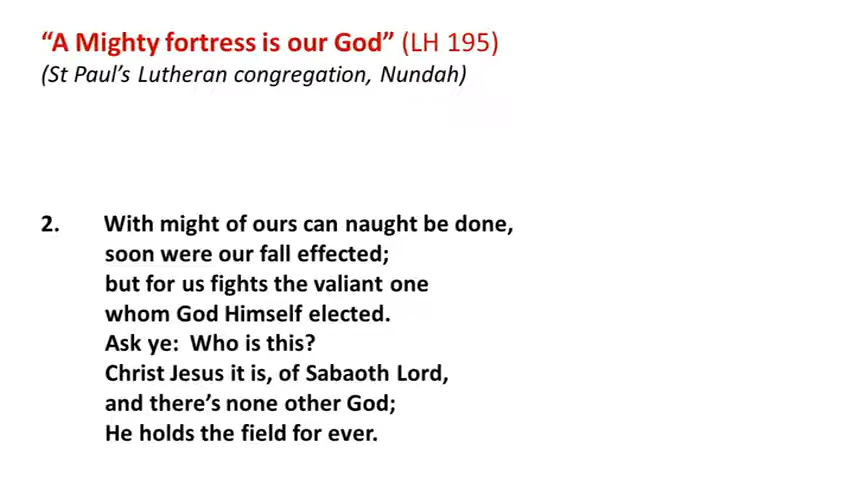 “A Mighty fortress is our God” (LH 195)
(St Paul’s Lutheran congregation, Nundah)
2. With might of ours can naught be done,
soon were our fall effected;
but for us fights the valiant one
whom God Himself elected.
Ask ye: Who is this?
Christ Jesus it is, of Sabaoth Lord,
and there’s none other God;
He holds the field for ever.